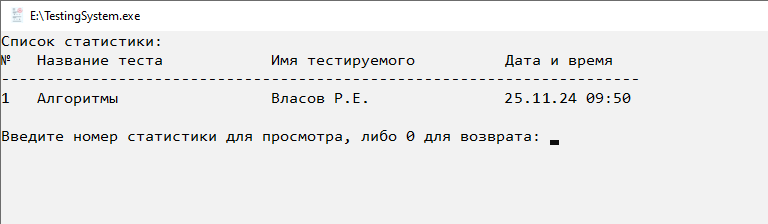 E:\TestingSystem.exe
Список статистики:
№ Название теста Имя тестируемого Дата и время
-----------------------------------------------------------------------
1 Алгоритмы Власов Р.Е. 25.11.24 09:50
Введите номер статистики для просмотра, либо 0 для возврата: